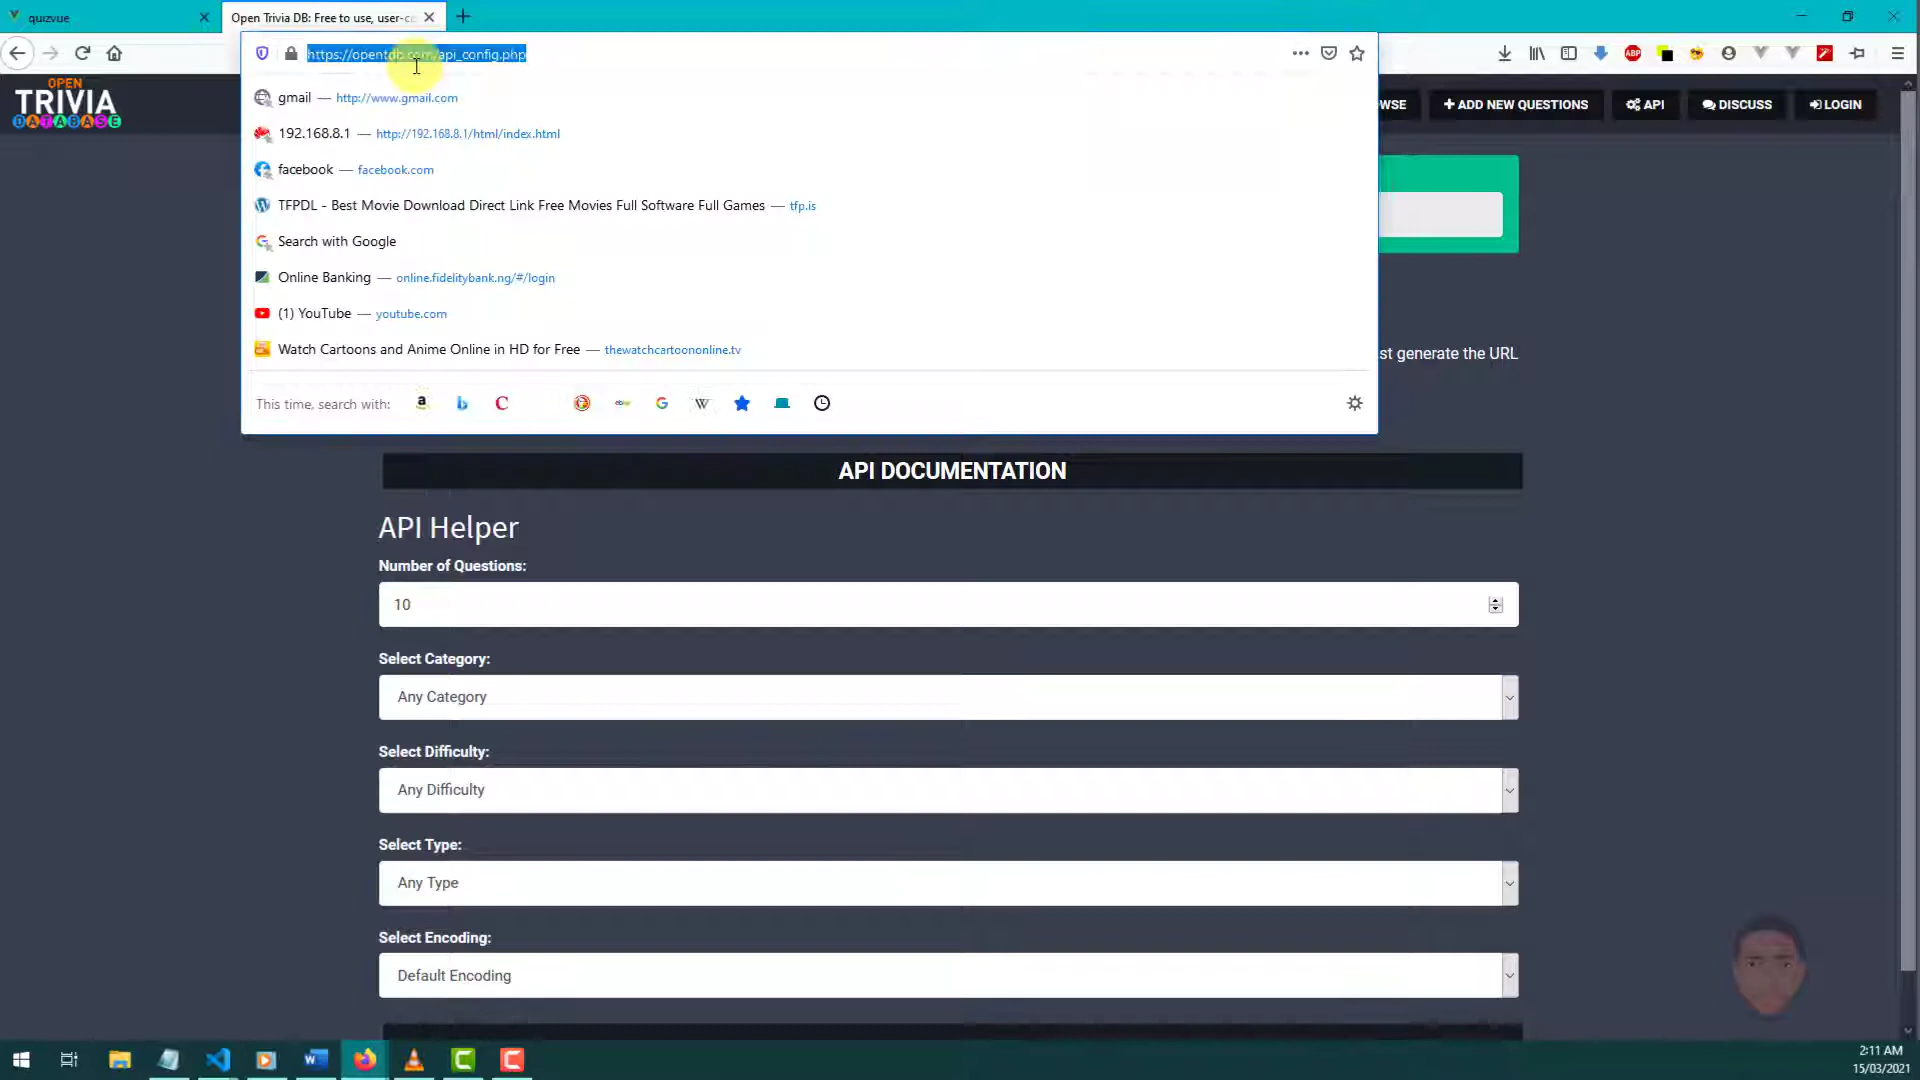 quizvue
Open Trivia DB: Free to use, user-co
https://opentdb.com/api_config.php
gmail — http://www.gmail.com
192.168.8.1 — http://192.168.8.1/html/index.html
facebook — facebook.com
TFPDL - Best Movie Download Direct Link Free Movies Full Software Full Games — tfp.is
Search with Google
Online Banking — online.fidelitybank.ng/#/login
(1) YouTube — youtube.com
Watch Cartoons and Anime Online in HD for Free — thewatchcartoononline.tv
This time, search with:
ABP
OPEN
TRIVIA
DATABASE
WSE
+ ADD NEW QUESTIONS
API
DISCUSS
LOGIN
st generate the URL
API DOCUMENTATION
API Helper
Number of Questions:
10
Select Category:
Any Category
Select Difficulty:
Any Difficulty
Select Type:
Any Type
Select Encoding:
Default Encoding
2:11 AM
15/03/2021